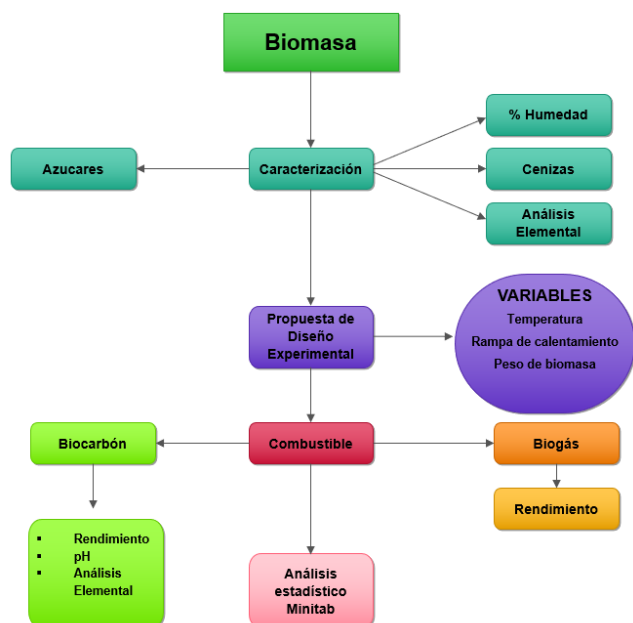 Biomasa
% Humedad
Azucares
Caracterización
Cenizas
Análisis
Elemental
Propuesta de
Diseño
Experimental
VARIABLES
Temperatura
Rampa de calentamiento
Peso de biomasa
Biocarbón
Combustible
Biogás
Rendimiento
▪ Rendimiento
▪ pH
▪ Análisis
Elemental
Análisis
estadístico
Minitab